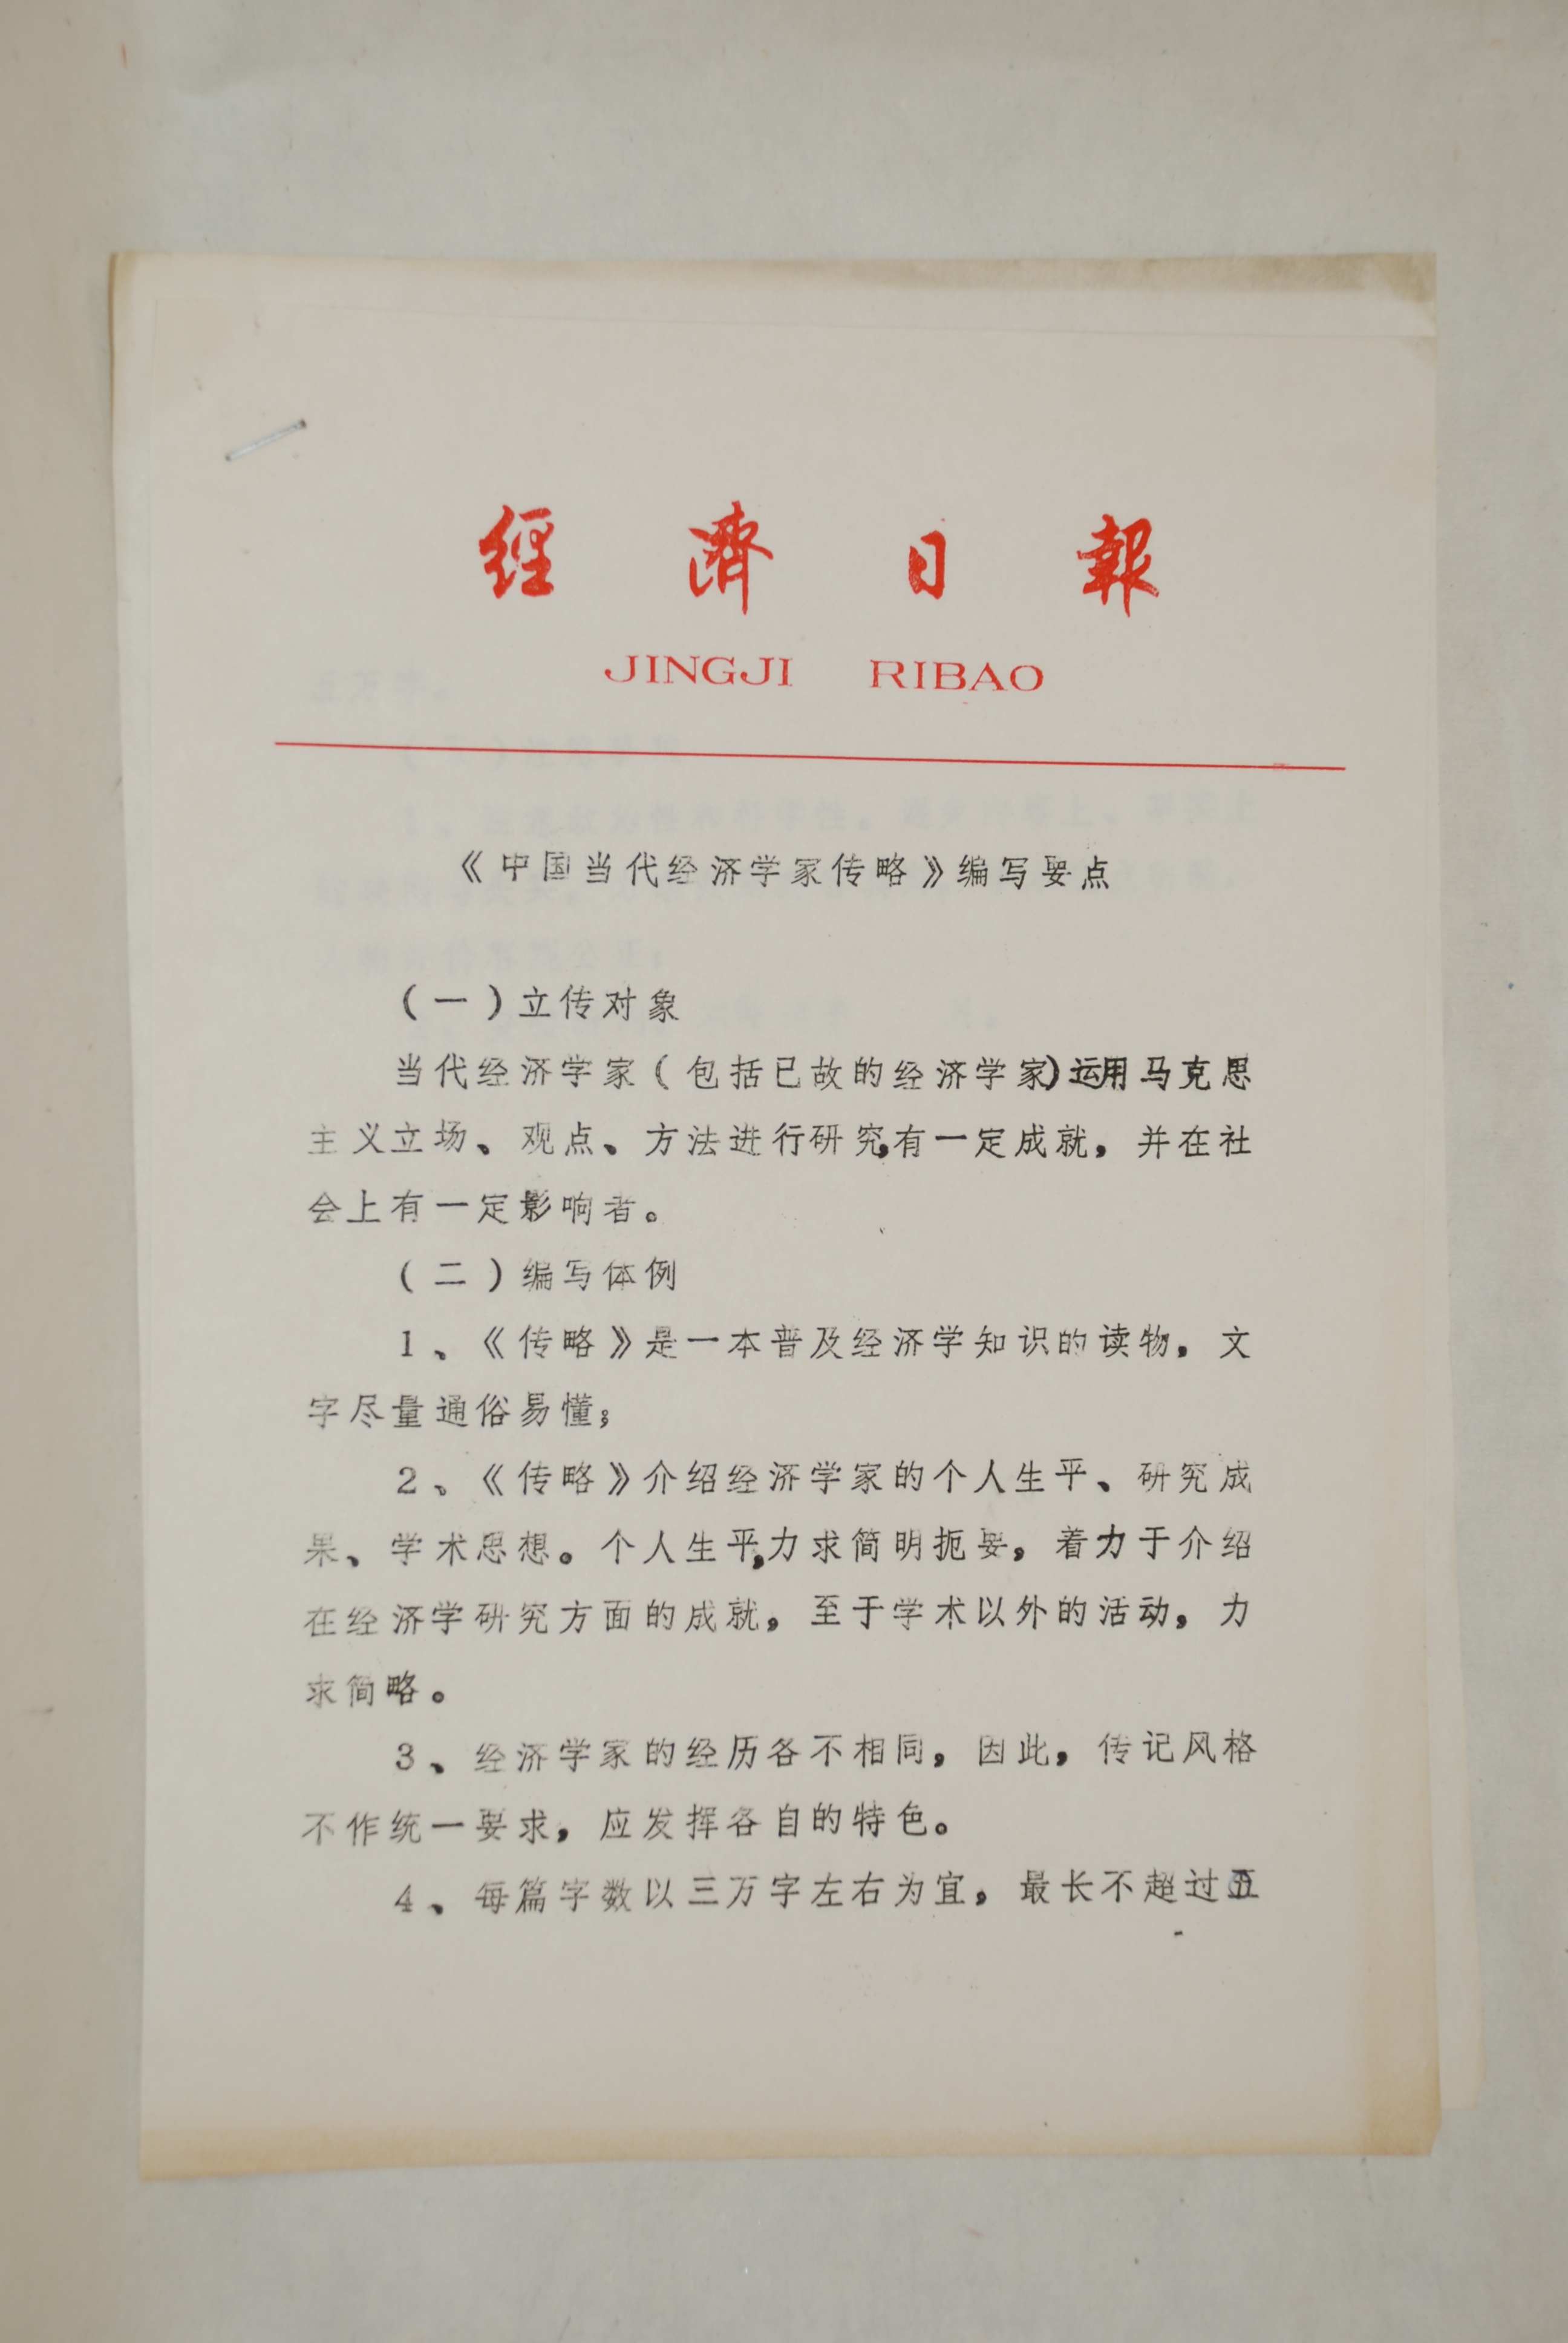 經濟日報
JINGJI RIBAO
《中国当代经济学家传略》编写要点
（一）立传对象
当代经济学家（包括已故的经济学家）运用马克思
主义立场、观点、方法进行研究，有一定成就，并在社
会上有一定影响者。
（二）编写体例
1、《传略》是一本普及经济学知识的读物，文
字尽量通俗易懂；
2、《传略》介绍经济学家的个人生平、研究成
果、学术思想。个人生平，力求简明扼要，着力于介绍
在经济学研究方面的成就，至于学术以外的活动，力
求简略。
3、经济学家的经历各不相同，因此，传记风格
不作统一要求，应发挥各自的特色。
4、每篇字数以三万字左右为宜，最长不超过五